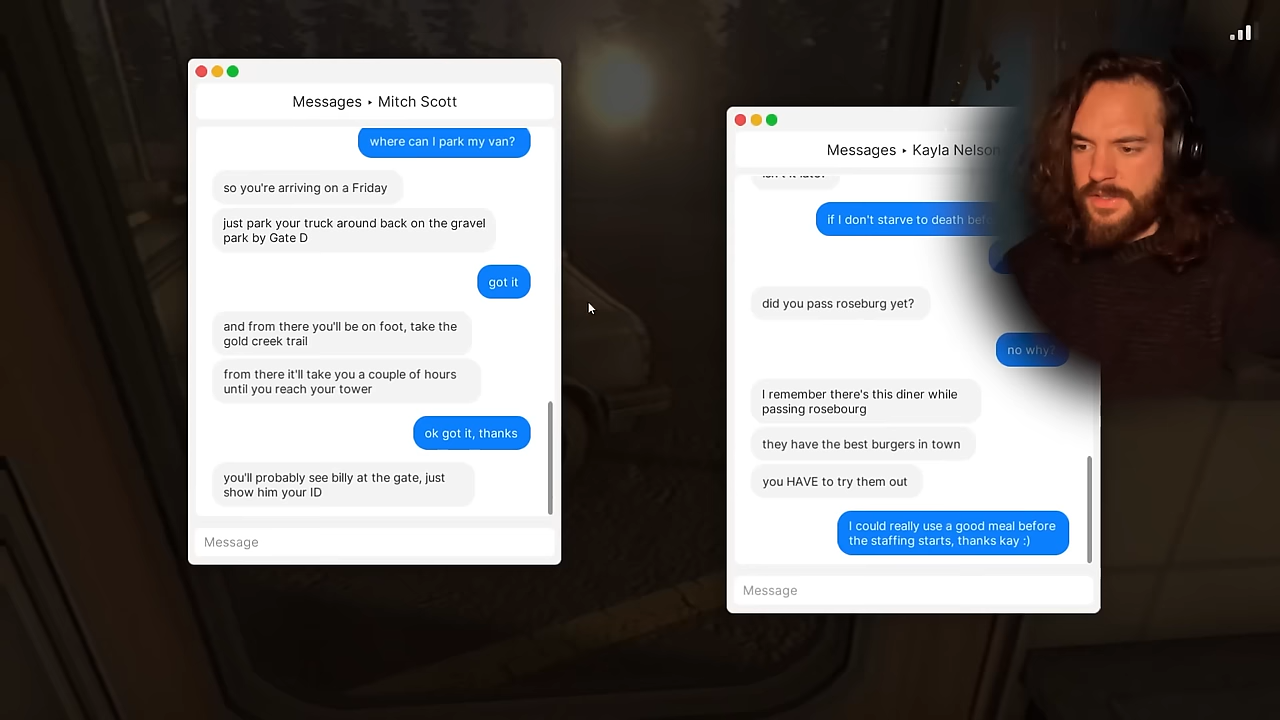 Messages ‣ Mitch Scott
where can I park my van?
so you're arriving on a Friday
just park your truck around back on the gravel
park by Gate D
got it
and from there you'll be on foot, take the
gold creek trail
from there it'll take you a couple of hours
until you reach your tower
ok got it, thanks
you'll probably see billy at the gate, just
show him your ID
Message
Messages ‣ Kayla Nelson
if I don't starve to death
did you pass roseburg yet?
no why?
I remember there's this diner while
passing rosebourg
they have the best burgers in town
you HAVE to try them out
I could really use a good meal before
the staffing starts, thanks kay :)
Message